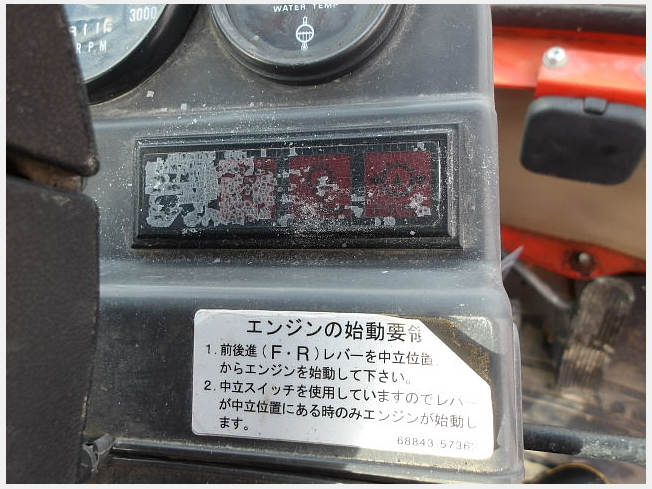 3000
R.P.M
WATER TEMP
エンジンの始動要領
1. 前後進（F・R）レバーを中立位置
からエンジンを始動して下さい。
2. 中立スイッチを使用していますのでレバー
が中立位置にある時のみエンジンが始動し
ます。
68843-5736